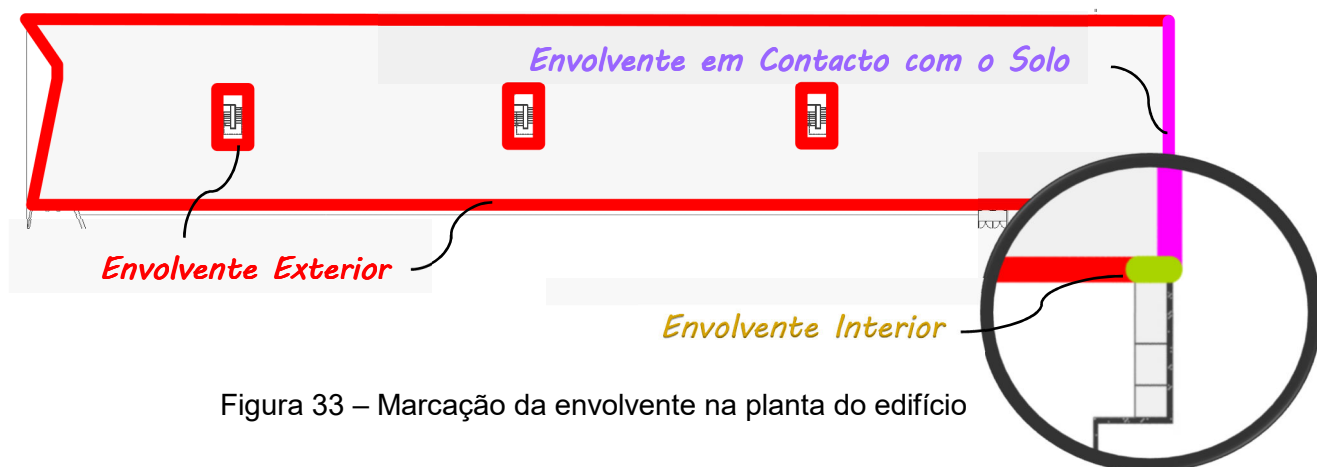 Envolvente em Contacto com o Solo
Envolvente Exterior
Envolvente Interior
Figura 33 – Marcação da envolvente na planta do edifício